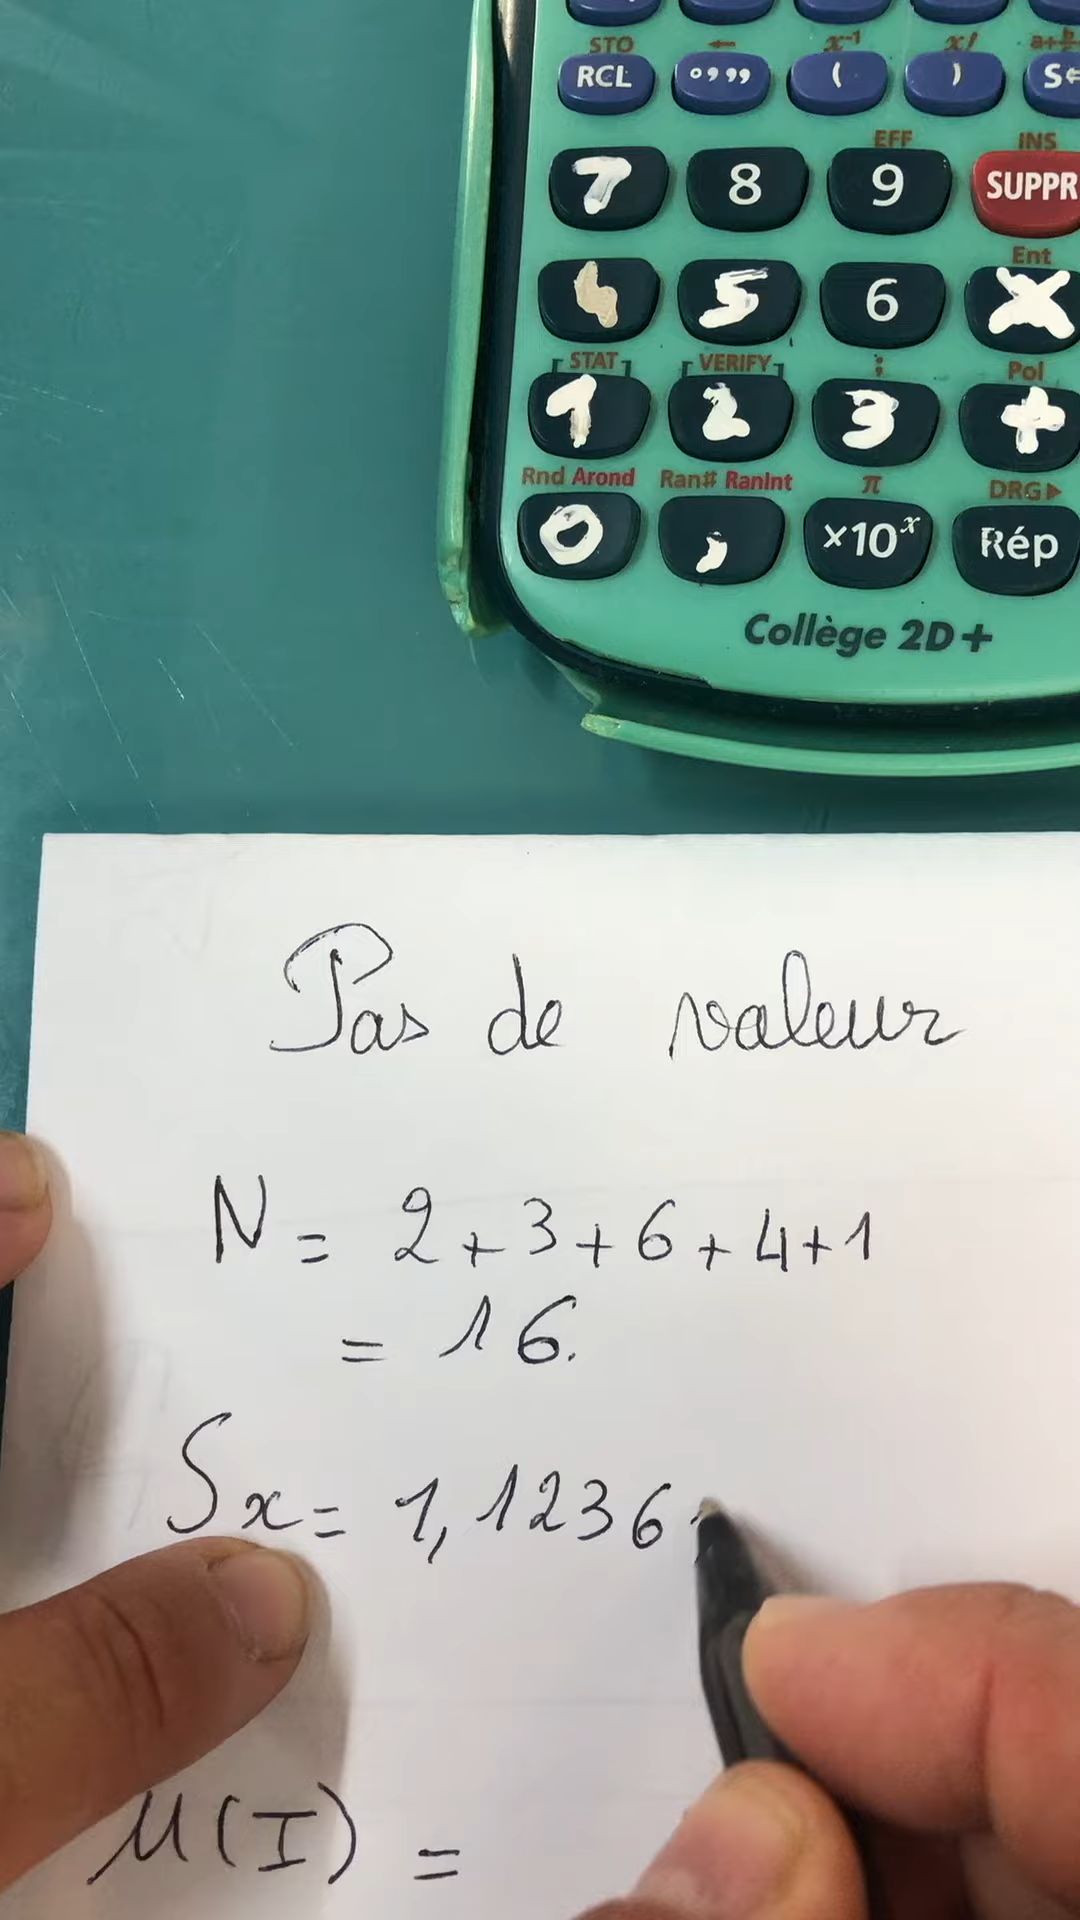 STO ← x⁻¹ x!
RCL ° ’ ’’ ( )
EFF INS
7 8 9 SUPPR
Ent
4 5 6 X
STAT VERIFY ; Pol
1 2 3 +
Rnd Arond Ran# RanInt π DRG▶
0 , ×10ˣ Rép
Collège 2D+
Pas de valeur
N = 2+3+6+4+1
= 16.
Sx = 1,1236
u(I) =